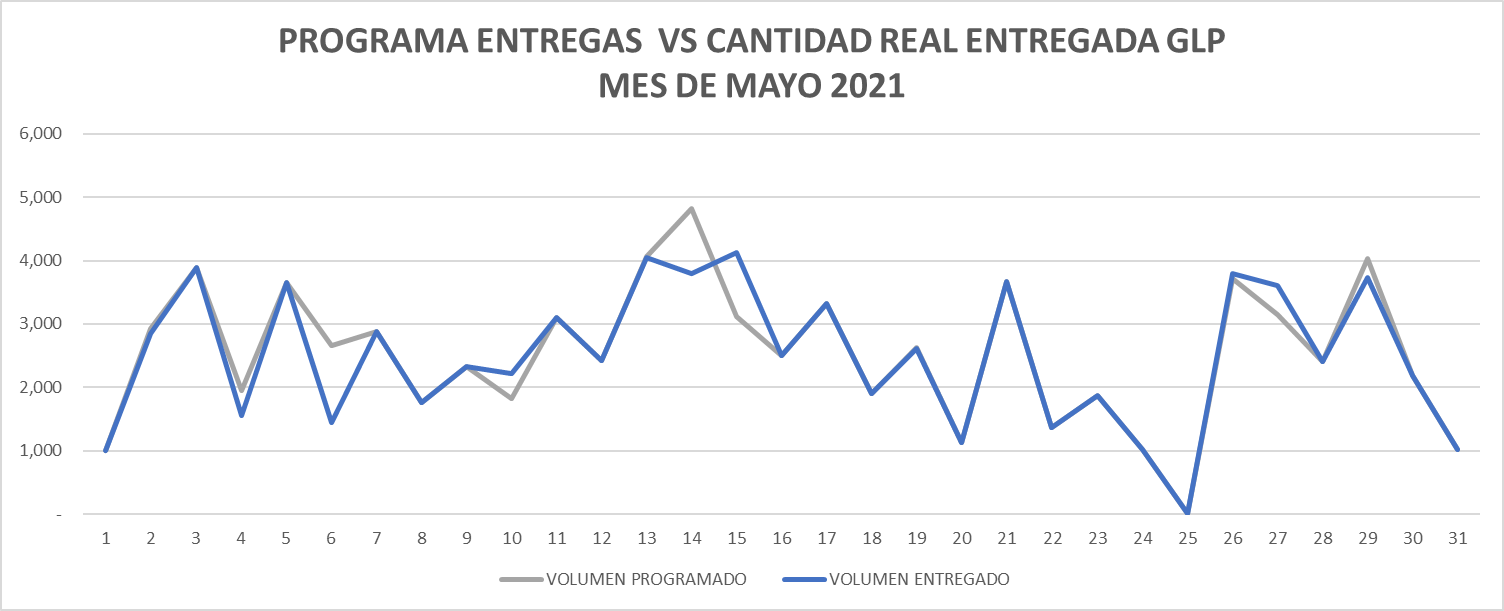 PROGRAMA ENTREGAS  VS CANTIDAD REAL ENTREGADA GLP
MES DE MAYO 2021
6,000
5,000
4,000
3,000
2,000
1,000
-
1 2 3 4 5 6 7 8 9 10 11 12 13 14 15 16 17 18 19 20 21 22 23 24 25 26 27 28 29 30 31
VOLUMEN PROGRAMADO VOLUMEN ENTREGADO